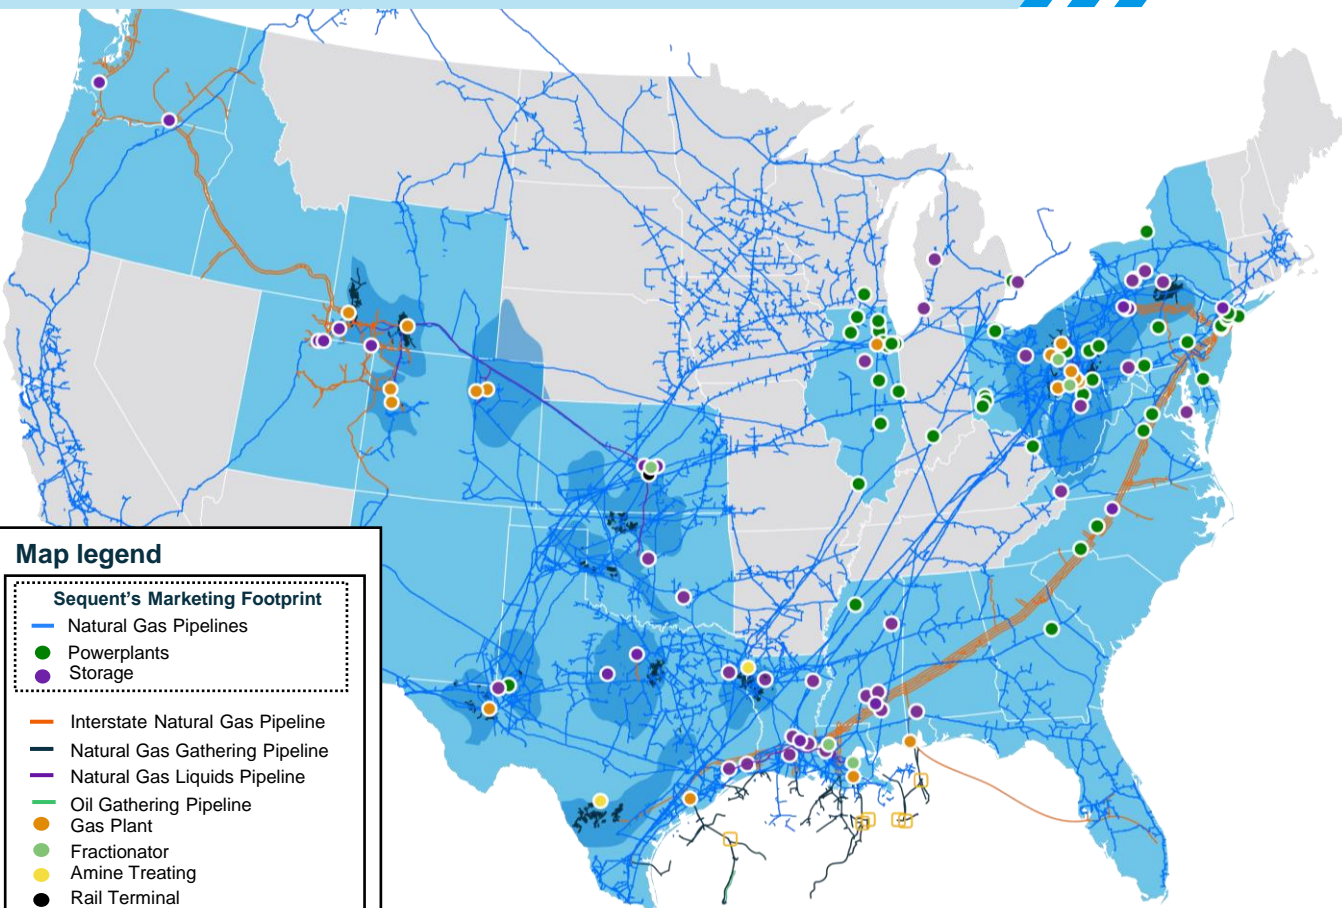 Map legend
Sequent's Marketing Footprint
Natural Gas Pipelines
Powerplants
Storage
Interstate Natural Gas Pipeline
Natural Gas Gathering Pipeline
Natural Gas Liquids Pipeline
Oil Gathering Pipeline
Gas Plant
Fractionator
Amine Treating
Rail Terminal